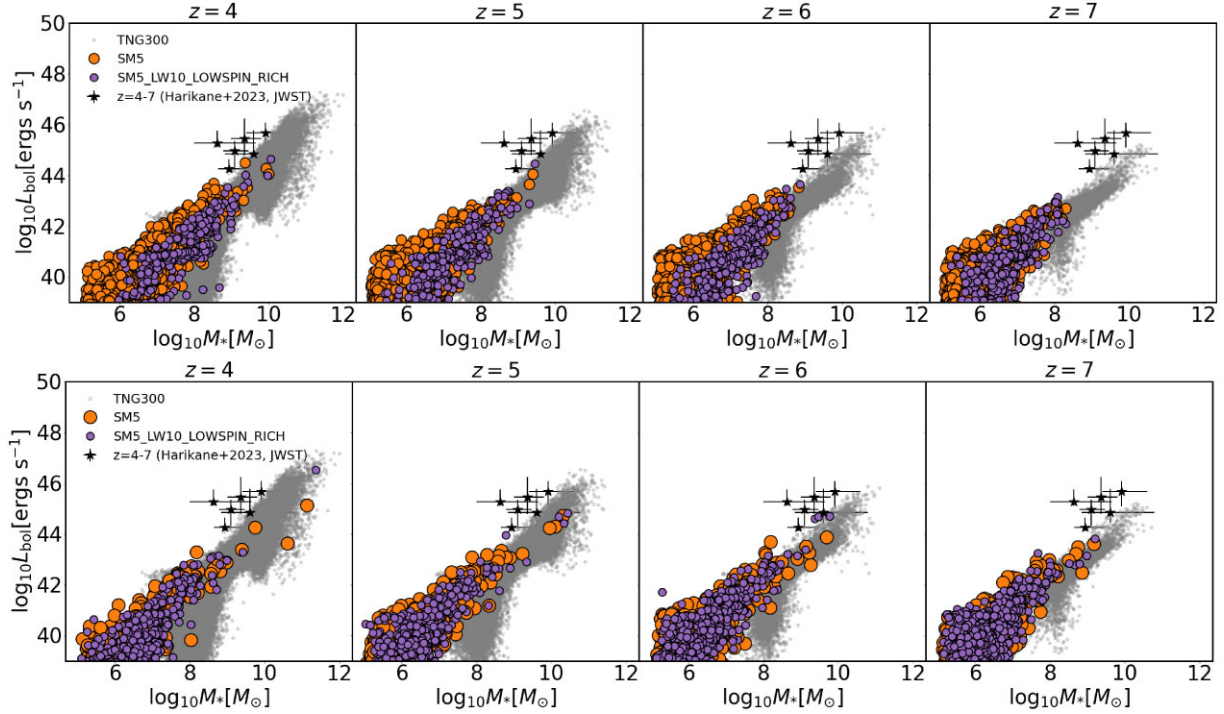 z = 4 z = 5 z = 6 z = 7
50
48
46
44
42
40
log₁₀L_bol[ergs s⁻¹]
TNG300
SM5
SM5_LW10_LOWSPIN_RICH
z=4-7 (Harikane+2023, JWST)
6 8 10 12 6 8 10 12 6 8 10 12 6 8 10 12
log₁₀M*[M⊙] log₁₀M*[M⊙] log₁₀M*[M⊙] log₁₀M*[M⊙]
z = 4 z = 5 z = 6 z = 7
50
48
46
44
42
40
log₁₀L_bol[ergs s⁻¹]
TNG300
SM5
SM5_LW10_LOWSPIN_RICH
z=4-7 (Harikane+2023, JWST)
6 8 10 12 6 8 10 12 6 8 10 12 6 8 10 12
log₁₀M*[M⊙] log₁₀M*[M⊙] log₁₀M*[M⊙] log₁₀M*[M⊙]